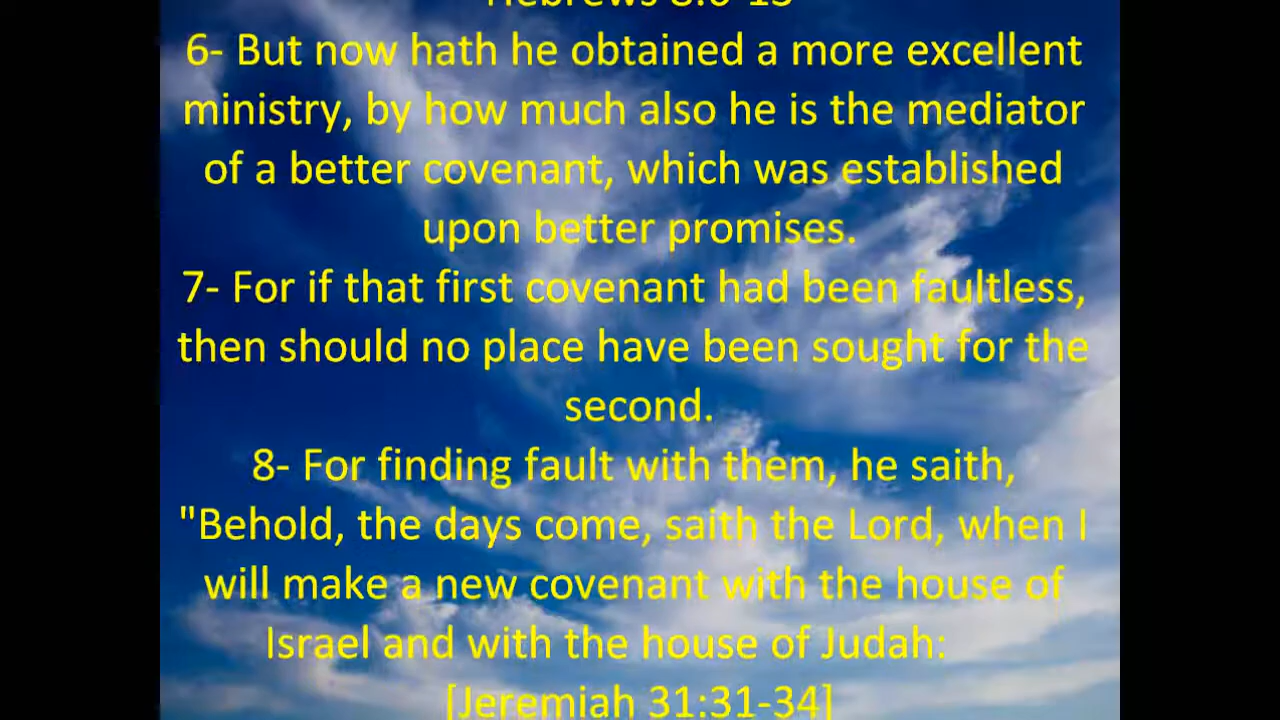 Hebrews 8:6-13
6- But now hath he obtained a more excellent
ministry, by how much also he is the mediator
of a better covenant, which was established
upon better promises.
7- For if that first covenant had been faultless,
then should no place have been sought for the
second.
8- For finding fault with them, he saith,
"Behold, the days come, saith the Lord, when I
will make a new covenant with the house of
Israel and with the house of Judah:
[Jeremiah 31:31-34]